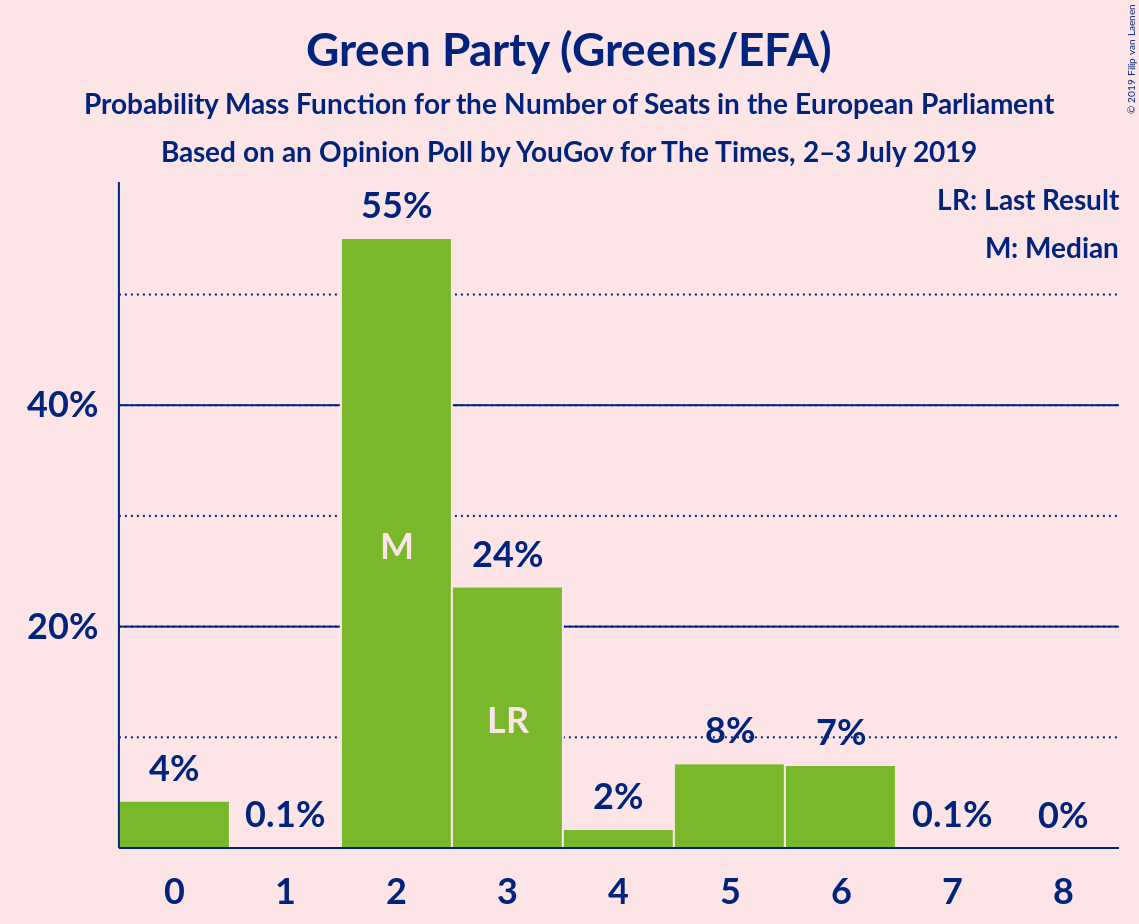 Green Party (Greens/EFA)
Probability Mass Function for the Number of Seats in the European Parliament
Based on an Opinion Poll by YouGov for The Times, 2–3 July 2019
© 2019 Filip van Laenen
LR: Last Result
M: Median
55%
40%
M
24%
20%
LR
8%
7%
4%
2%
0.1%
0.1%
0%
0 1 2 3 4 5 6 7 8